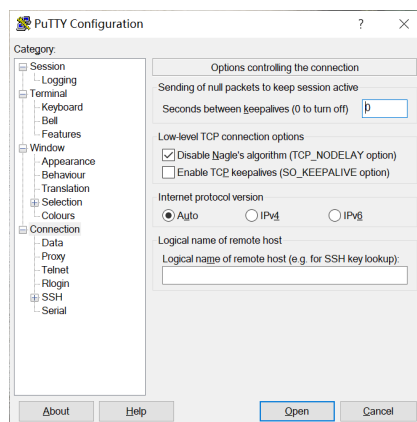 PuTTY Configuration
?
Category:
Session
Logging
Terminal
Keyboard
Bell
Features
Window
Appearance
Behaviour
Translation
Selection
Colours
Connection
Data
Proxy
Telnet
Rlogin
SSH
Serial
Options controlling the connection
Sending of null packets to keep session active
Seconds between keepalives (0 to turn off) 0
Low-level TCP connection options
Disable Nagle's algorithm (TCP_NODELAY option)
Enable TCP keepalives (SO_KEEPALIVE option)
Internet protocol version
Auto IPv4 IPv6
Logical name of remote host
Logical name of remote host (e.g. for SSH key lookup):
About Help Open Cancel